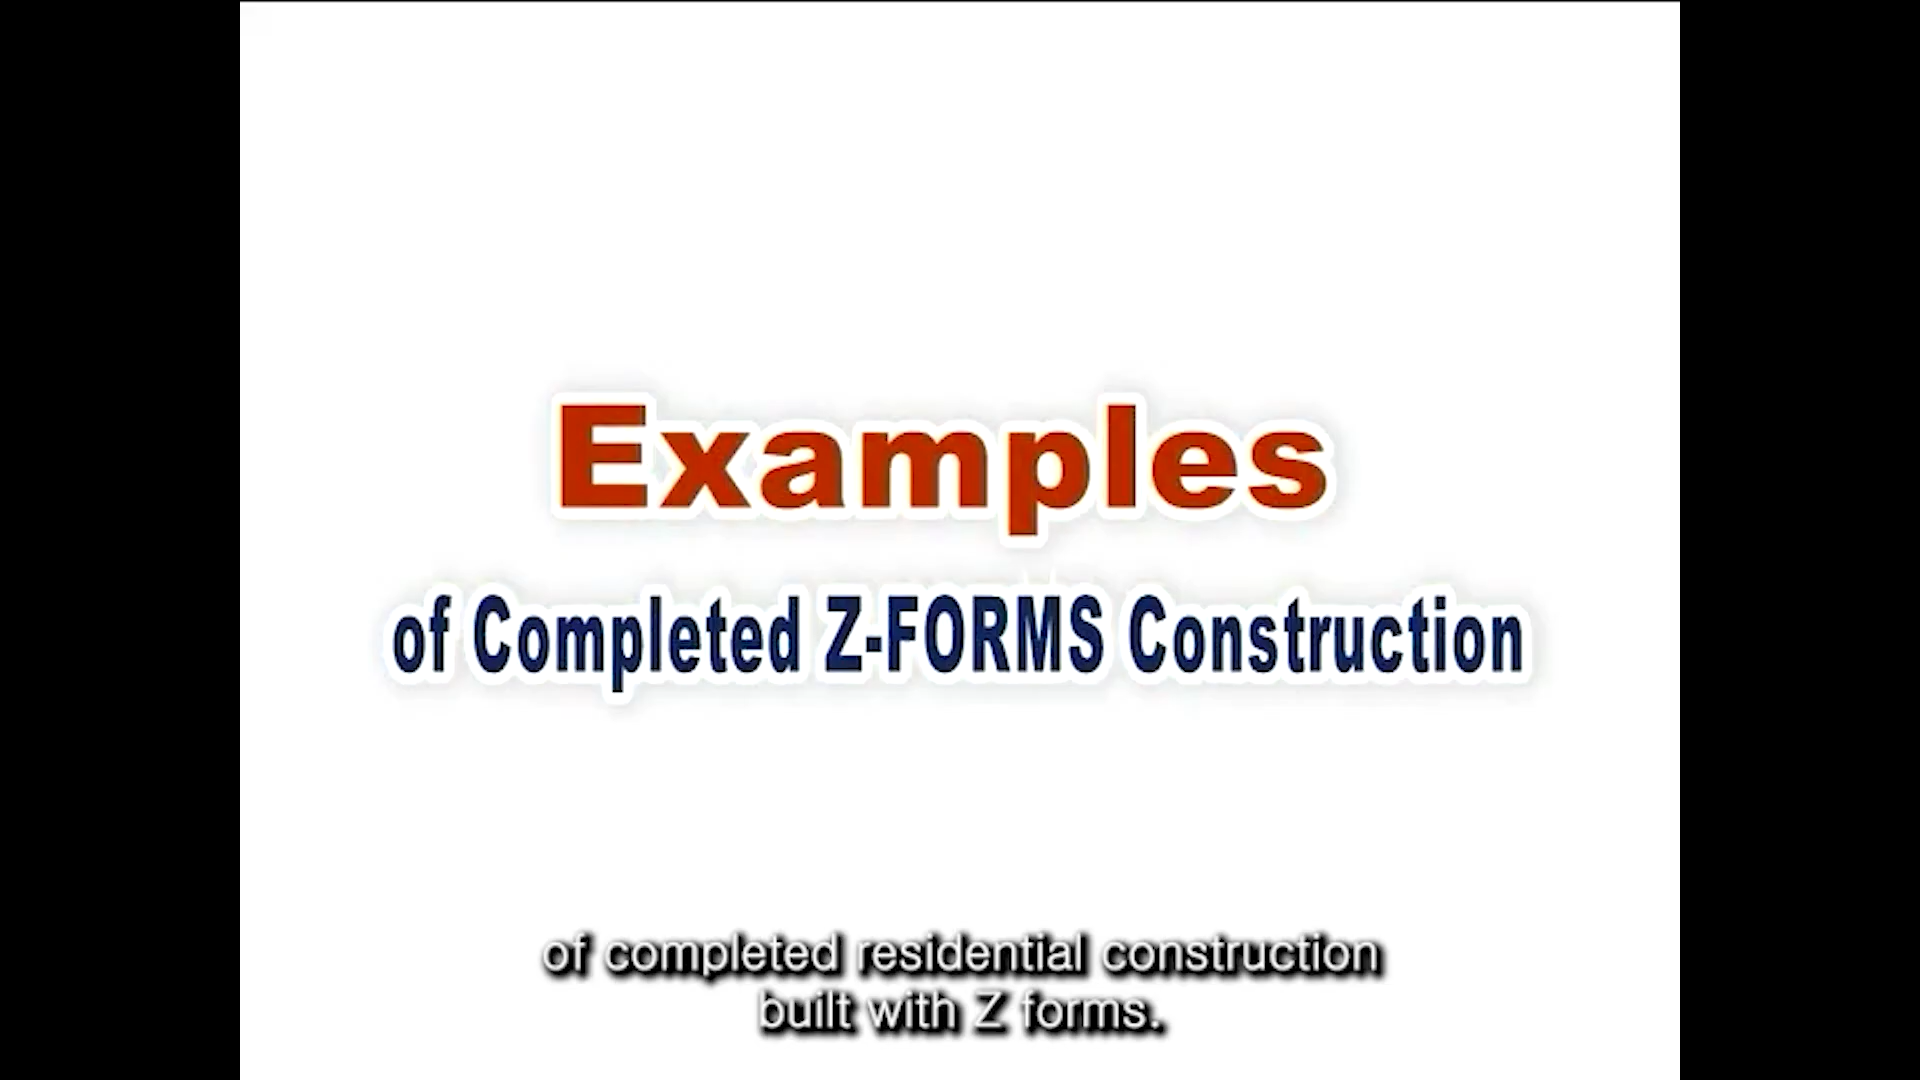 Examples
of Completed Z-FORMS Construction
of completed residential construction
built with Z forms.